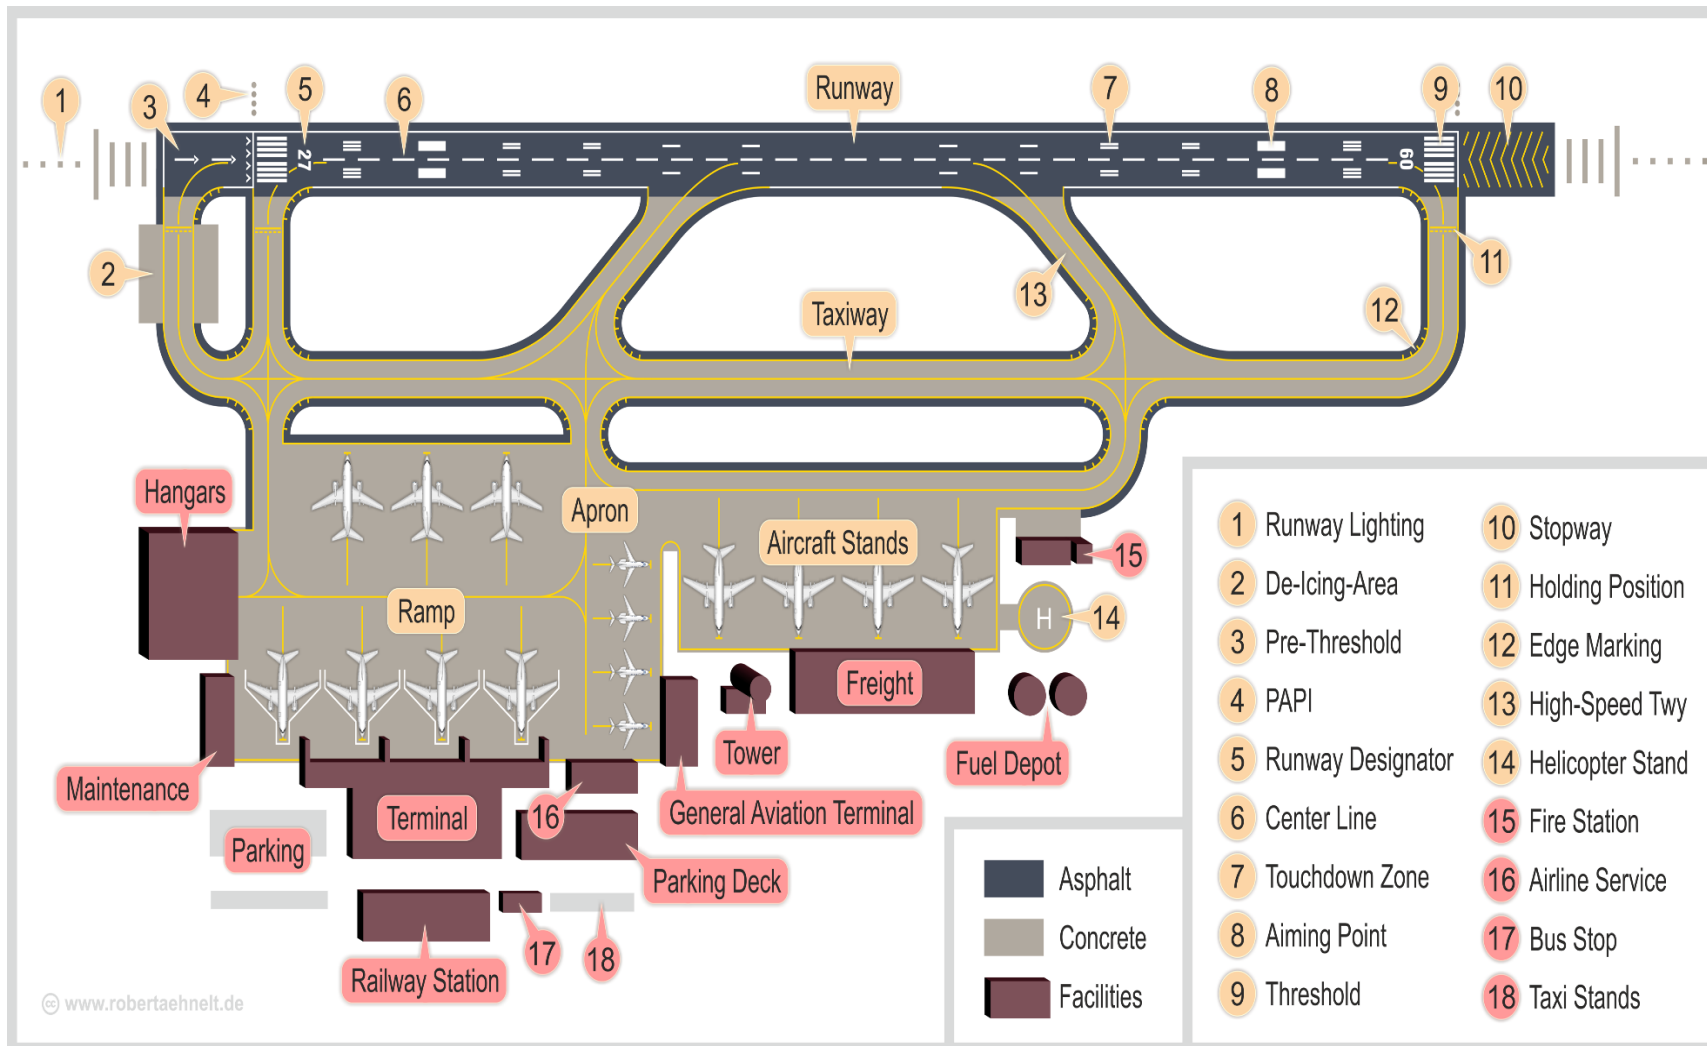 1
3
4
5
6
Runway
7
8
9
10
27
09
2
13
11
12
Taxiway
Hangars
Apron
Aircraft Stands
15
Ramp
H
14
Freight
Tower
Fuel Depot
Maintenance
Terminal
16
General Aviation Terminal
Parking
Parking Deck
17
18
Railway Station
cc www.robertaehnelt.de
Asphalt
Concrete
Facilities
1 Runway Lighting
2 De-Icing-Area
3 Pre-Threshold
4 PAPI
5 Runway Designator
6 Center Line
7 Touchdown Zone
8 Aiming Point
9 Threshold
10 Stopway
11 Holding Position
12 Edge Marking
13 High-Speed Twy
14 Helicopter Stand
15 Fire Station
16 Airline Service
17 Bus Stop
18 Taxi Stands